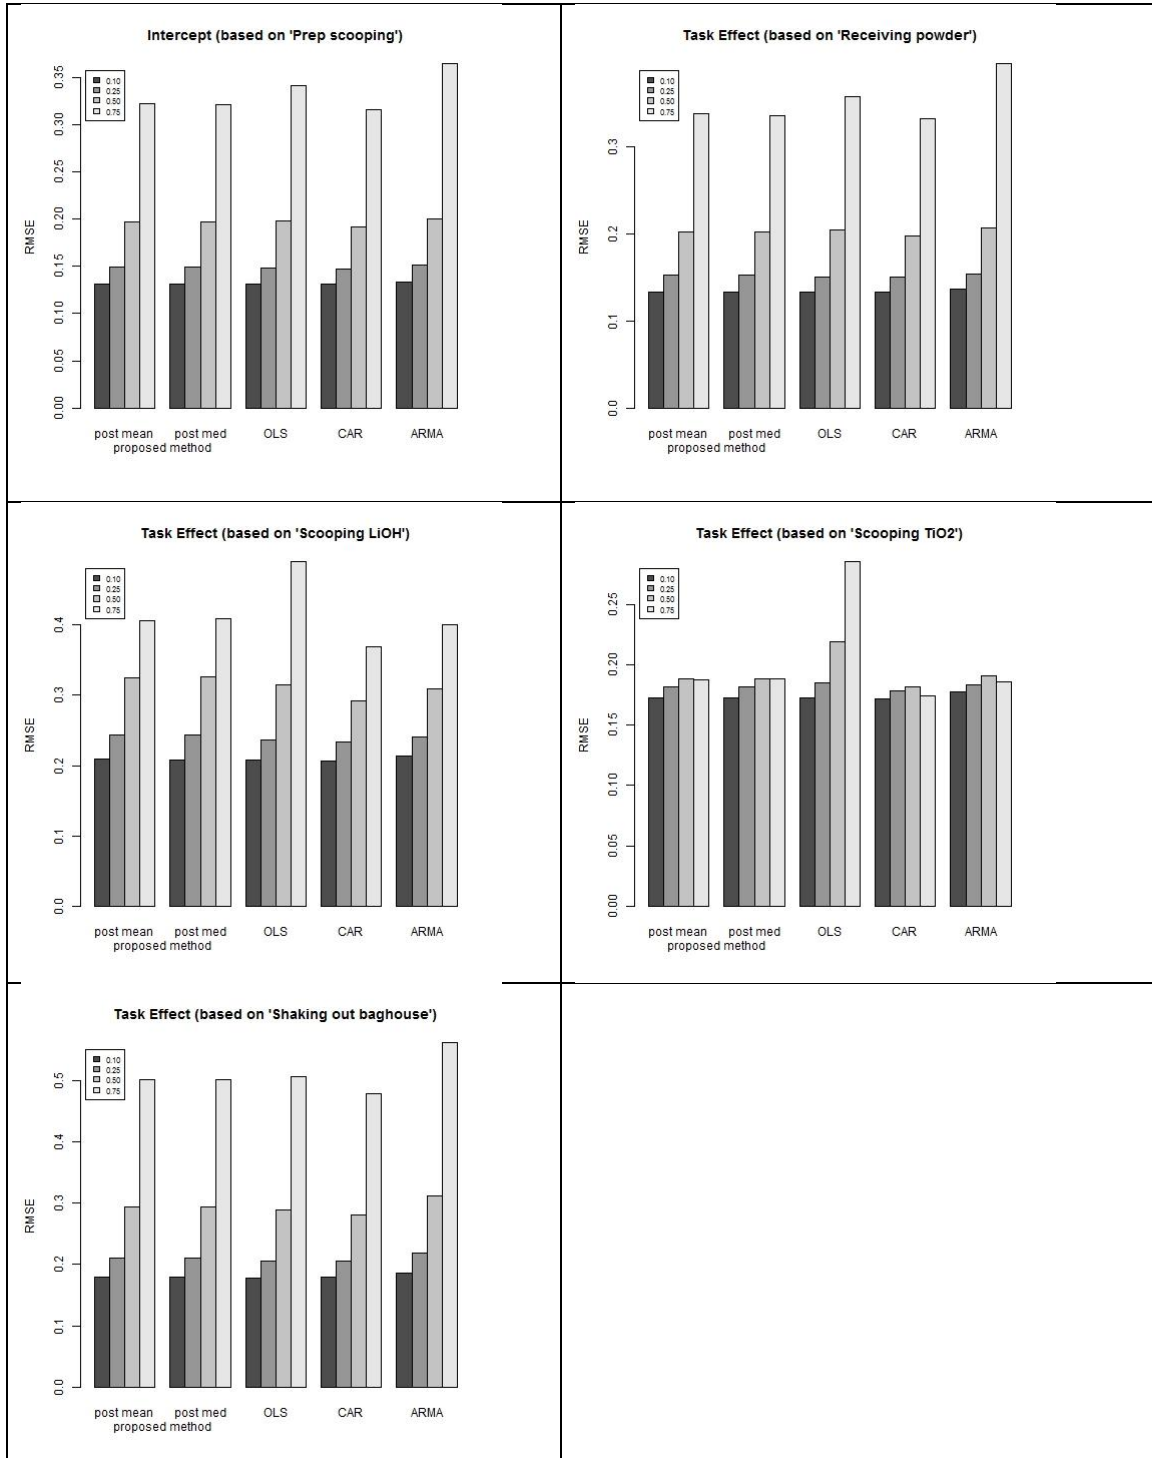 Intercept (based on 'Prep scooping')
0.10
0.25
0.50
0.75
RMSE
0.35
0.30
0.25
0.20
0.15
0.10
0.05
0.00
post mean post med OLS CAR ARMA
proposed method
Task Effect (based on 'Receiving powder')
0.10
0.25
0.50
0.75
RMSE
0.3
0.2
0.1
0.0
post mean post med OLS CAR ARMA
proposed method
Task Effect (based on 'Scooping LiOH')
0.10
0.25
0.50
0.75
RMSE
0.4
0.3
0.2
0.1
0.0
post mean post med OLS CAR ARMA
proposed method
Task Effect (based on 'Scooping TiO2')
0.10
0.25
0.50
0.75
RMSE
0.25
0.20
0.15
0.10
0.05
0.00
post mean post med OLS CAR ARMA
proposed method
Task Effect (based on 'Shaking out baghouse')
0.10
0.25
0.50
0.75
RMSE
0.5
0.4
0.3
0.2
0.1
0.0
post mean post med OLS CAR ARMA
proposed method